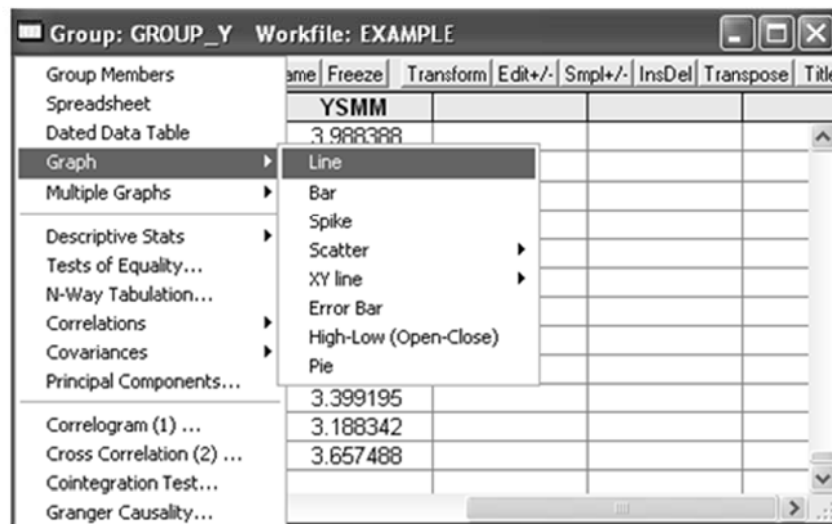 Group: GROUP_Y Workfile: EXAMPLE
Freeze Transform Edit+/- Smpl+/- InsDel Transpose
YSMM
3.988388
Group Members
Spreadsheet
Dated Data Table
Graph
Multiple Graphs
Descriptive Stats
Tests of Equality...
N-Way Tabulation...
Correlations
Covariances
Principal Components...
Correlogram (1) ...
Cross Correlation (2) ...
Cointegration Test...
Granger Causality...
Line
Bar
Spike
Scatter
XY line
Error Bar
High-Low (Open-Close)
Pie
3.399195
3.188342
3.657488